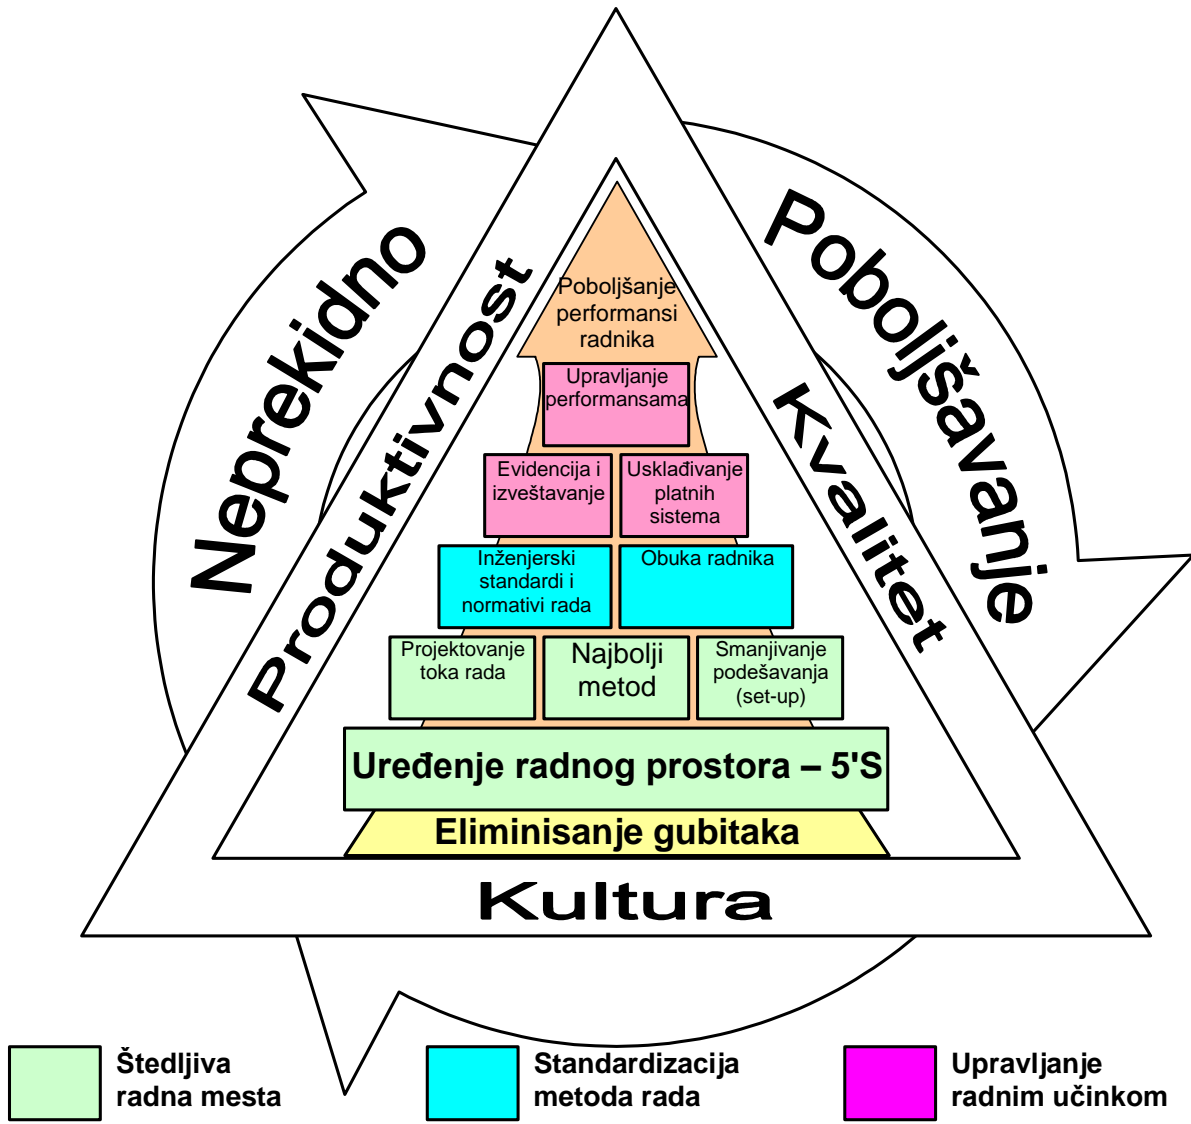 Neprekidno
Poboljšavanje
Produktivnost
Kvalitet
Poboljšanje
performansi
radnika
Upravljanje
performansama
Evidencija i
izveštavanje
Usklađivanje
platnih
sistema
Inženjerski
standardi i
normativi rada
Obuka radnika
Projektovanje
toka rada
Najbolji
metod
Smanjivanje
podešavanja
(set-up)
Uređenje radnog prostora – 5'S
Eliminisanje gubitaka
Kultura
Štedljiva
radna mesta
Standardizacija
metoda rada
Upravljanje
radnim učinkom